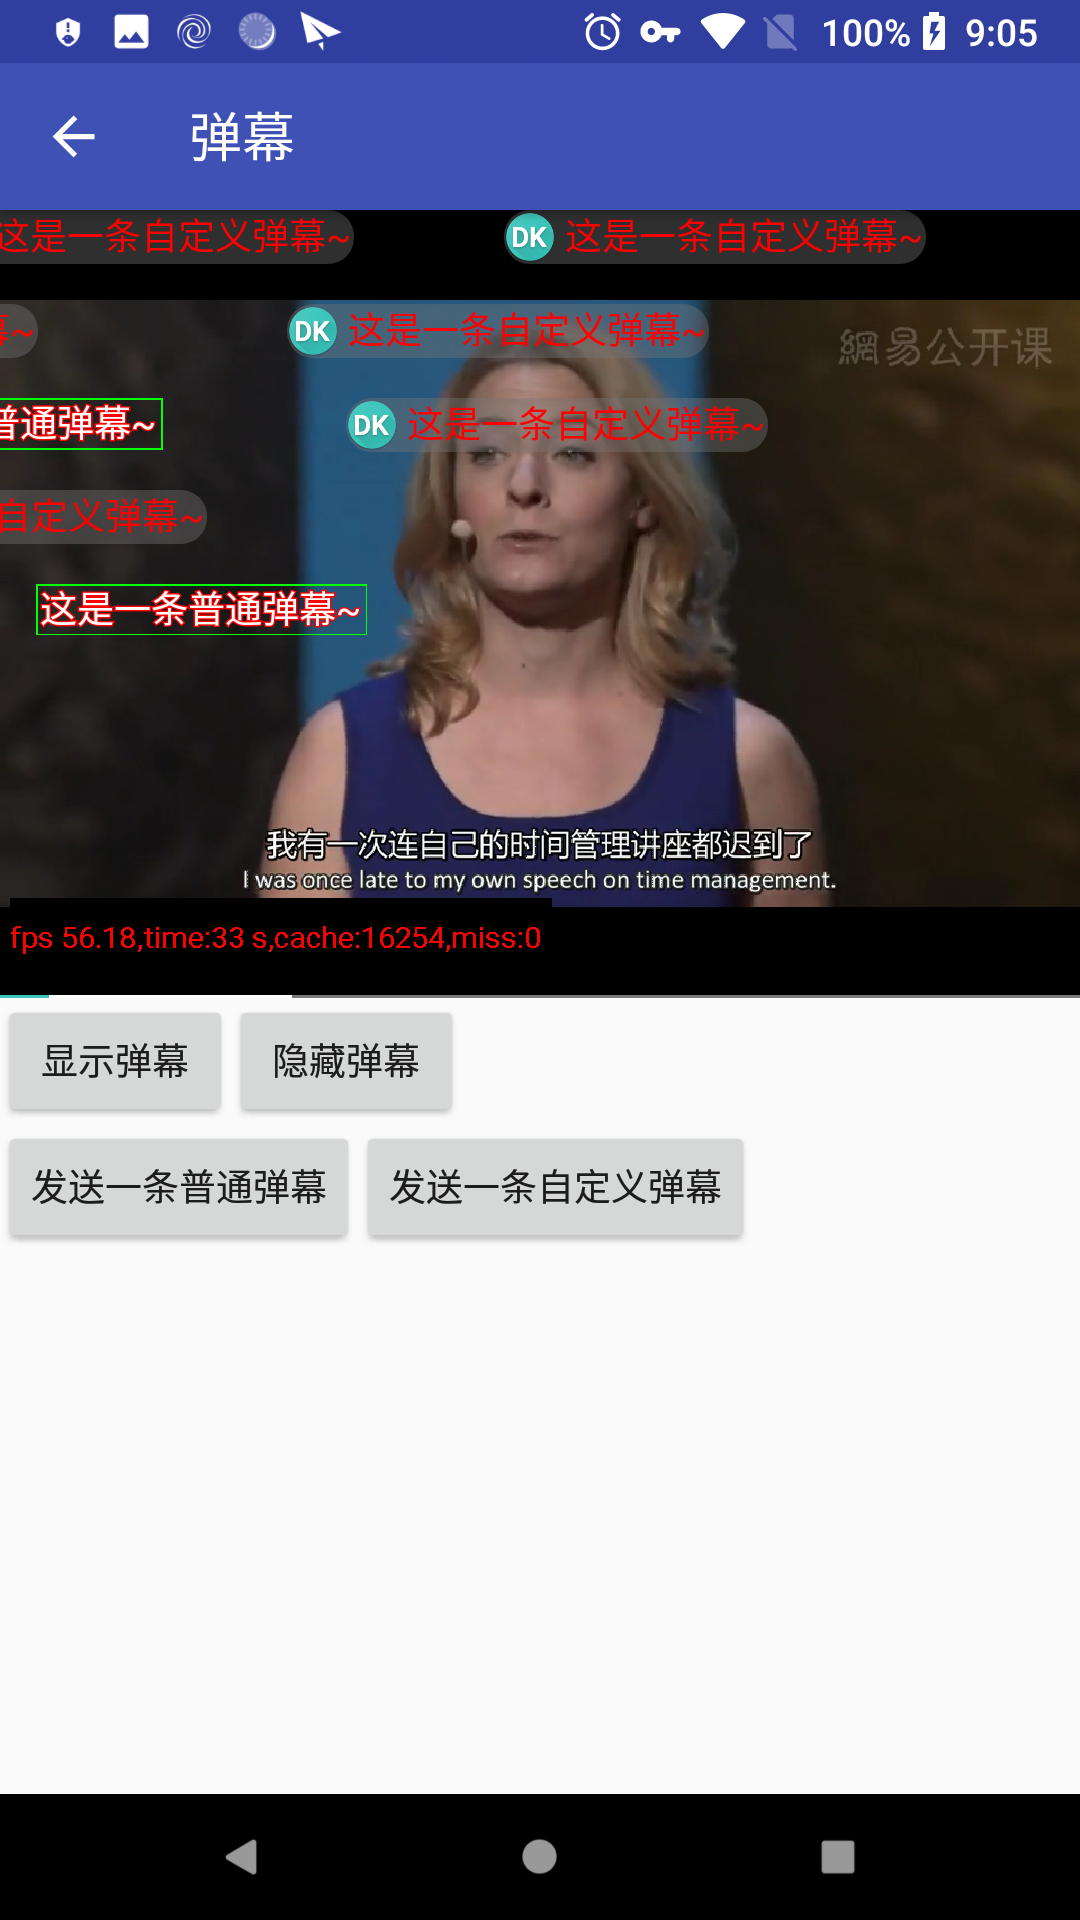 100% 9:05
弹幕
这是一条自定义弹幕~ DK 这是一条自定义弹幕~
幕~ DK 这是一条自定义弹幕~ 網易公开课
普通弹幕~ DK 这是一条自定义弹幕~
自定义弹幕~
这是一条普通弹幕~
我有一次连自己的时间管理讲座都迟到了
I was once late to my own speech on time management.
fps 56.18,time:33 s,cache:16254,miss:0
显示弹幕 隐藏弹幕
发送一条普通弹幕 发送一条自定义弹幕